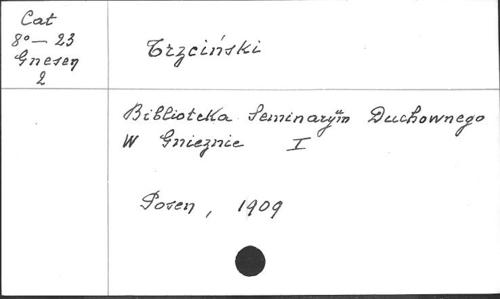 Cat
8° — 23
Gnesen
2
Trzciński
Biblioteka Seminaryum Duchownego
W Gnieznie I
Posen, 1909